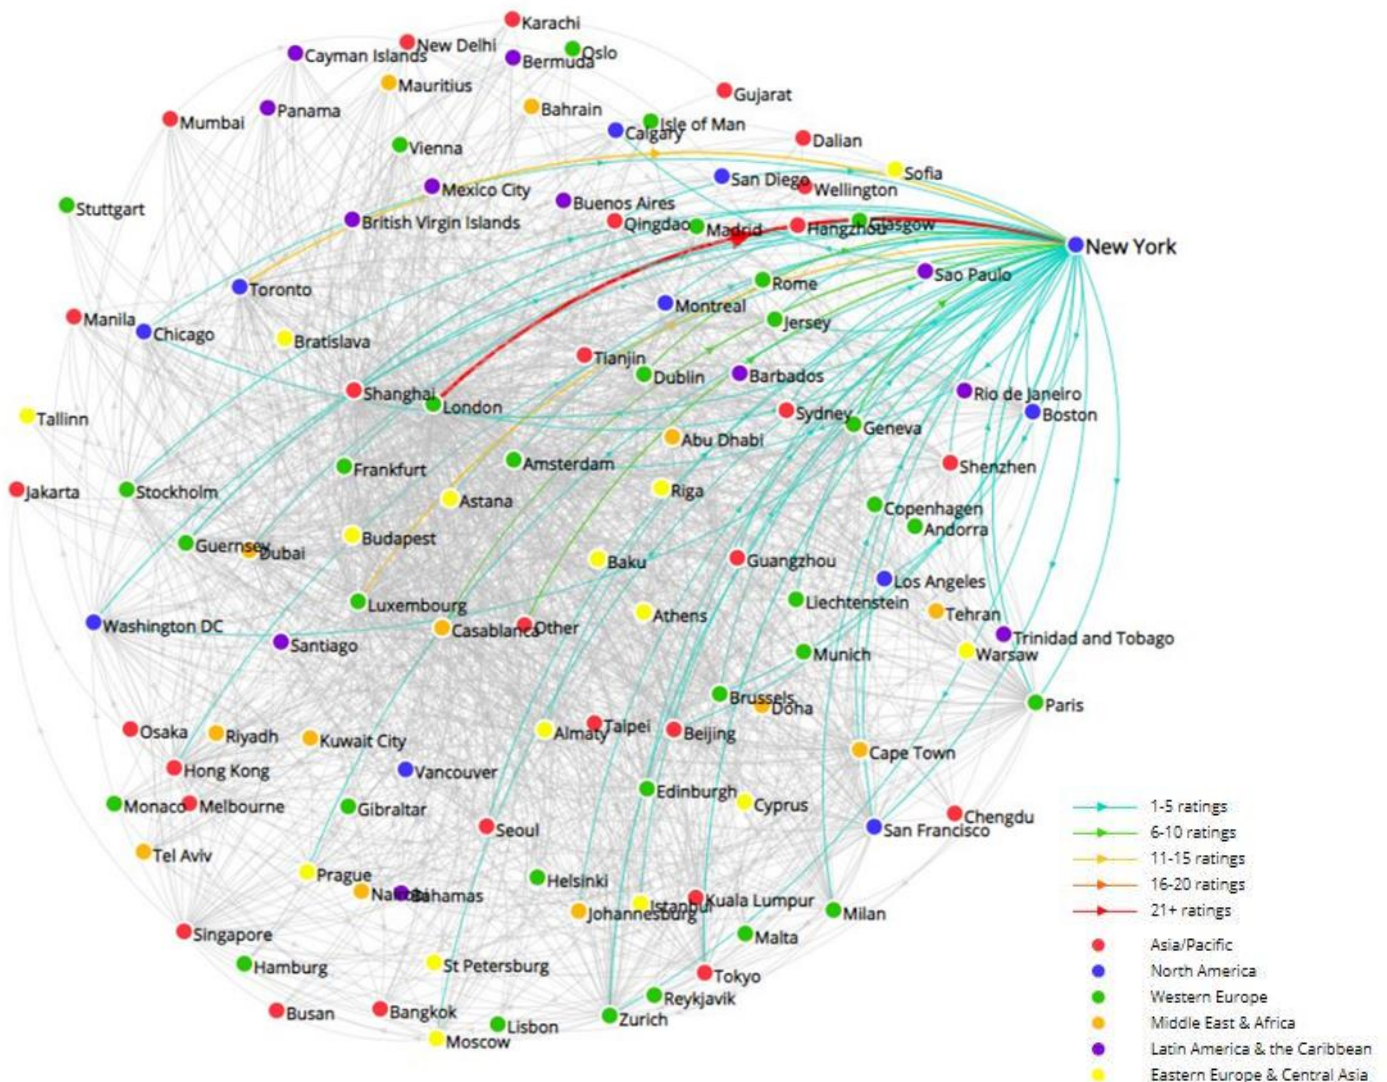 Karachi
New Delhi
Oslo
Cayman Islands
Bermuda
Mauritius
Gujarat
Panama
Bahrain
Mumbai
Isle of Man
Calgary
Dalian
Vienna
Sofia
San Diego
Mexico City
Wellington
Buenos Aires
Stuttgart
British Virgin Islands
Qingdao
Madrid
Hangzhou
Glasgow
New York
Sao Paulo
Rome
Toronto
Montreal
Manila
Jersey
Chicago
Bratislava
Tianjin
Dublin
Barbados
Shanghai
Rio de Janeiro
London
Sydney
Boston
Tallinn
Geneva
Abu Dhabi
Frankfurt
Amsterdam
Shenzhen
Jakarta
Stockholm
Riga
Astana
Copenhagen
Andorra
Budapest
Guernsey
Dubai
Baku
Guangzhou
Los Angeles
Luxembourg
Liechtenstein
Tehran
Athens
Washington DC
Casablanca
Other
Trinidad and Tobago
Santiago
Munich
Warsaw
Brussels
Doha
Paris
Osaka
Riyadh
Kuwait City
Almaty
Taipei
Beijing
Cape Town
Hong Kong
Vancouver
Edinburgh
Cyprus
Monaco
Melbourne
Gibraltar
Chengdu
Seoul
San Francisco
Tel Aviv
Prague
Helsinki
Nairobi
Bahamas
Istanbul
Kuala Lumpur
Johannesburg
Milan
Singapore
Malta
Hamburg
St Petersburg
Tokyo
Reykjavik
Busan
Bangkok
Lisbon
Zurich
Moscow
1-5 ratings
6-10 ratings
11-15 ratings
16-20 ratings
21+ ratings
Asia/Pacific
North America
Western Europe
Middle East & Africa
Latin America & the Caribbean
Eastern Europe & Central Asia